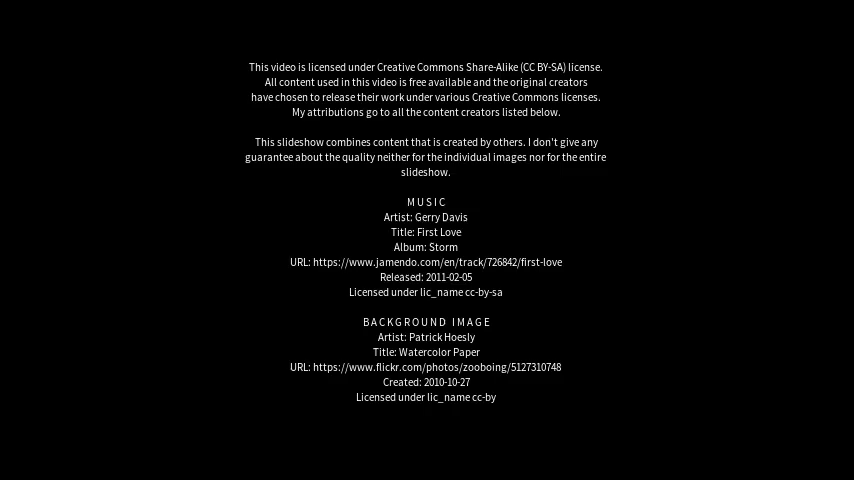 This video is licensed under Creative Commons Share-Alike (CC BY-SA) license.
All content used in this video is free available and the original creators
have chosen to release their work under various Creative Commons licenses.
My attributions go to all the content creators listed below.
This slideshow combines content that is created by others. I don't give any
guarantee about the quality neither for the individual images nor for the entire
slideshow.
MUSIC
Artist: Gerry Davis
Title: First Love
Album: Storm
URL: https://www.jamendo.com/en/track/726842/first-love
Released: 2011-02-05
Licensed under lic_name cc-by-sa
BACKGROUND IMAGE
Artist: Patrick Hoesly
Title: Watercolor Paper
URL: https://www.flickr.com/photos/zooboing/5127310748
Created: 2010-10-27
Licensed under lic_name cc-by